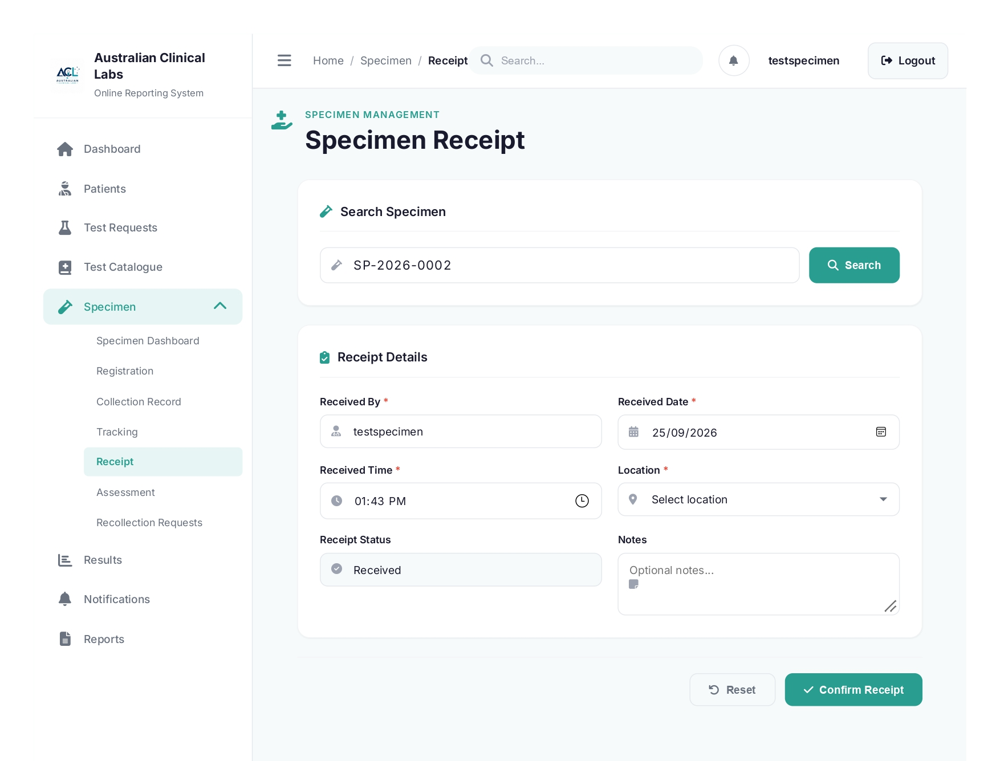 Australian Clinical
Labs
Online Reporting System
ACL
AUSTRALIAN
CLINICAL LABS
Dashboard
Patients
Test Requests
Test Catalogue
Specimen
Specimen Dashboard
Registration
Collection Record
Tracking
Receipt
Assessment
Recollection Requests
Results
Notifications
Reports
Home / Specimen / Receipt
Search...
testspecimen
Logout
SPECIMEN MANAGEMENT
Specimen Receipt
Search Specimen
SP-2026-0002
Search
Receipt Details
Received By *
testspecimen
Received Date *
25/09/2026
Received Time *
01:43 PM
Location *
Select location
Receipt Status
Received
Notes
Optional notes...
Reset
Confirm Receipt